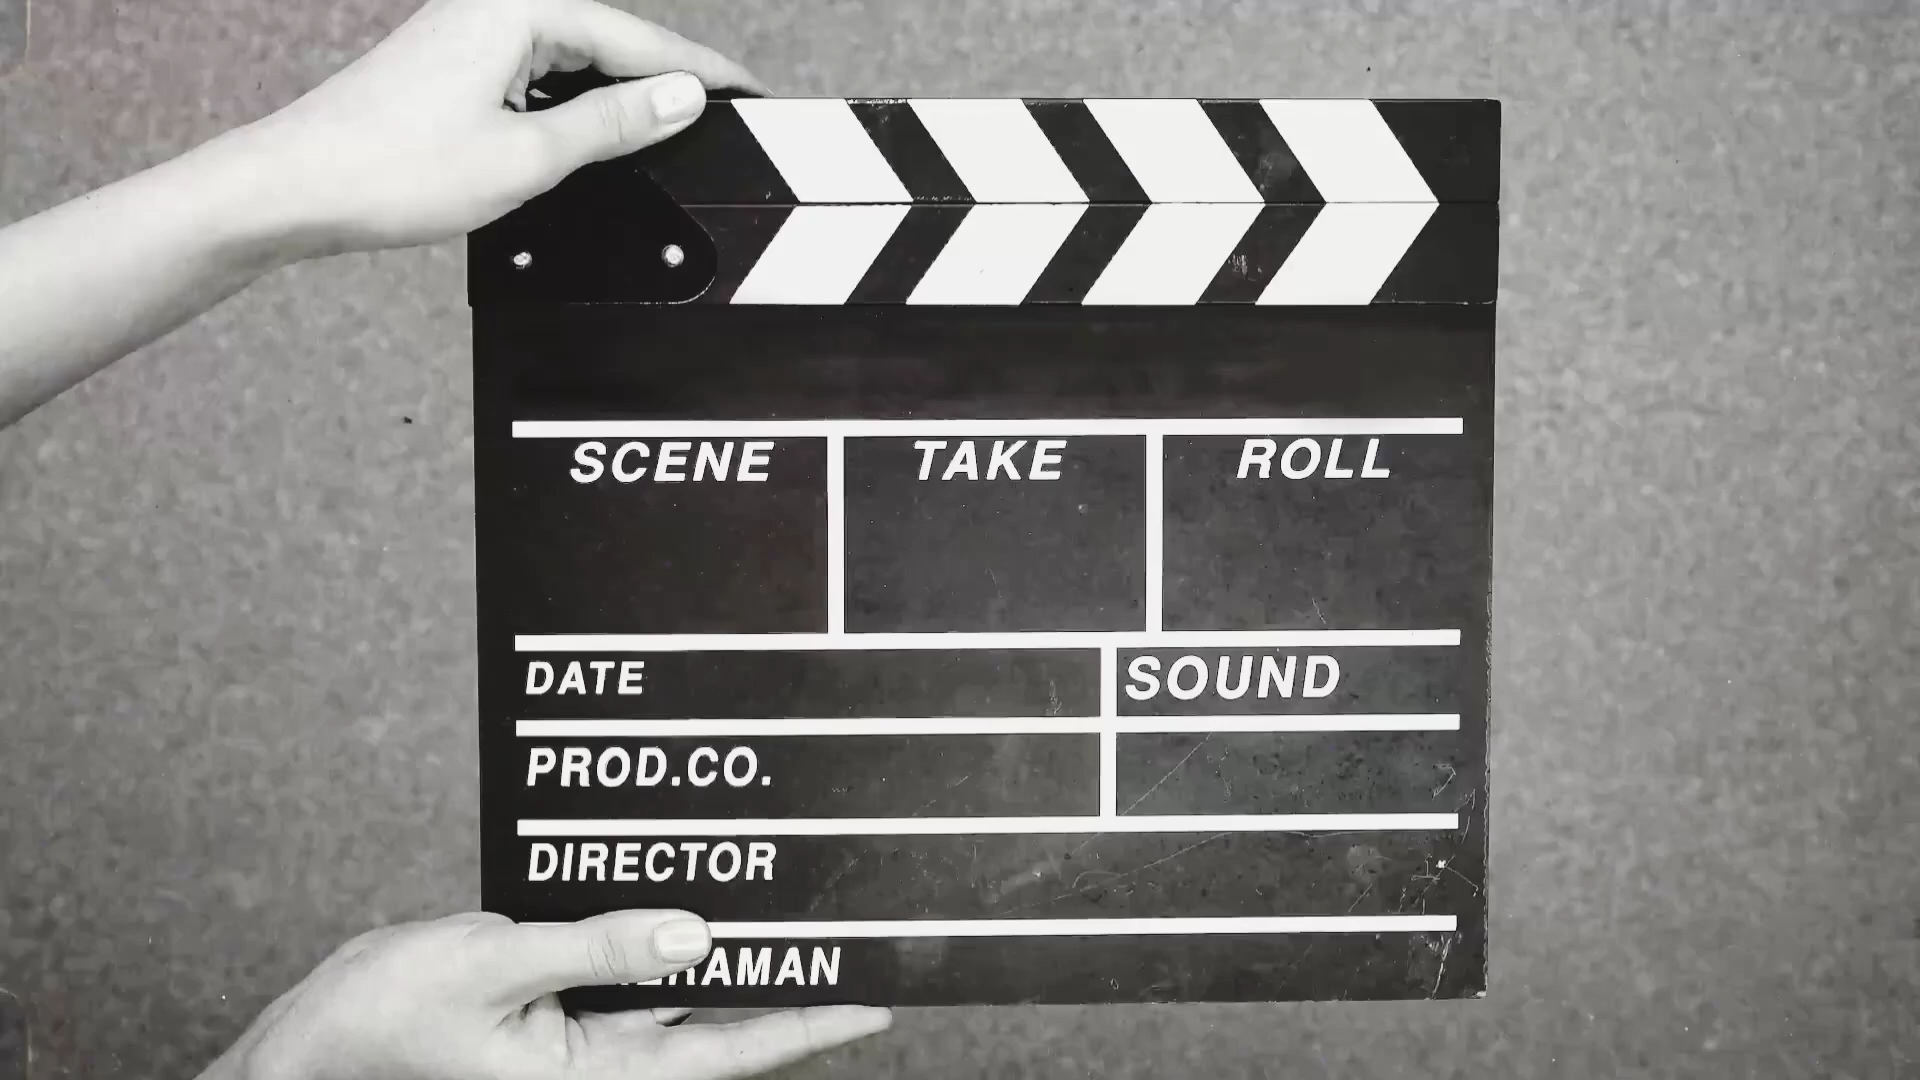 SCENE TAKE ROLL
DATE SOUND
PROD.CO.
DIRECTOR